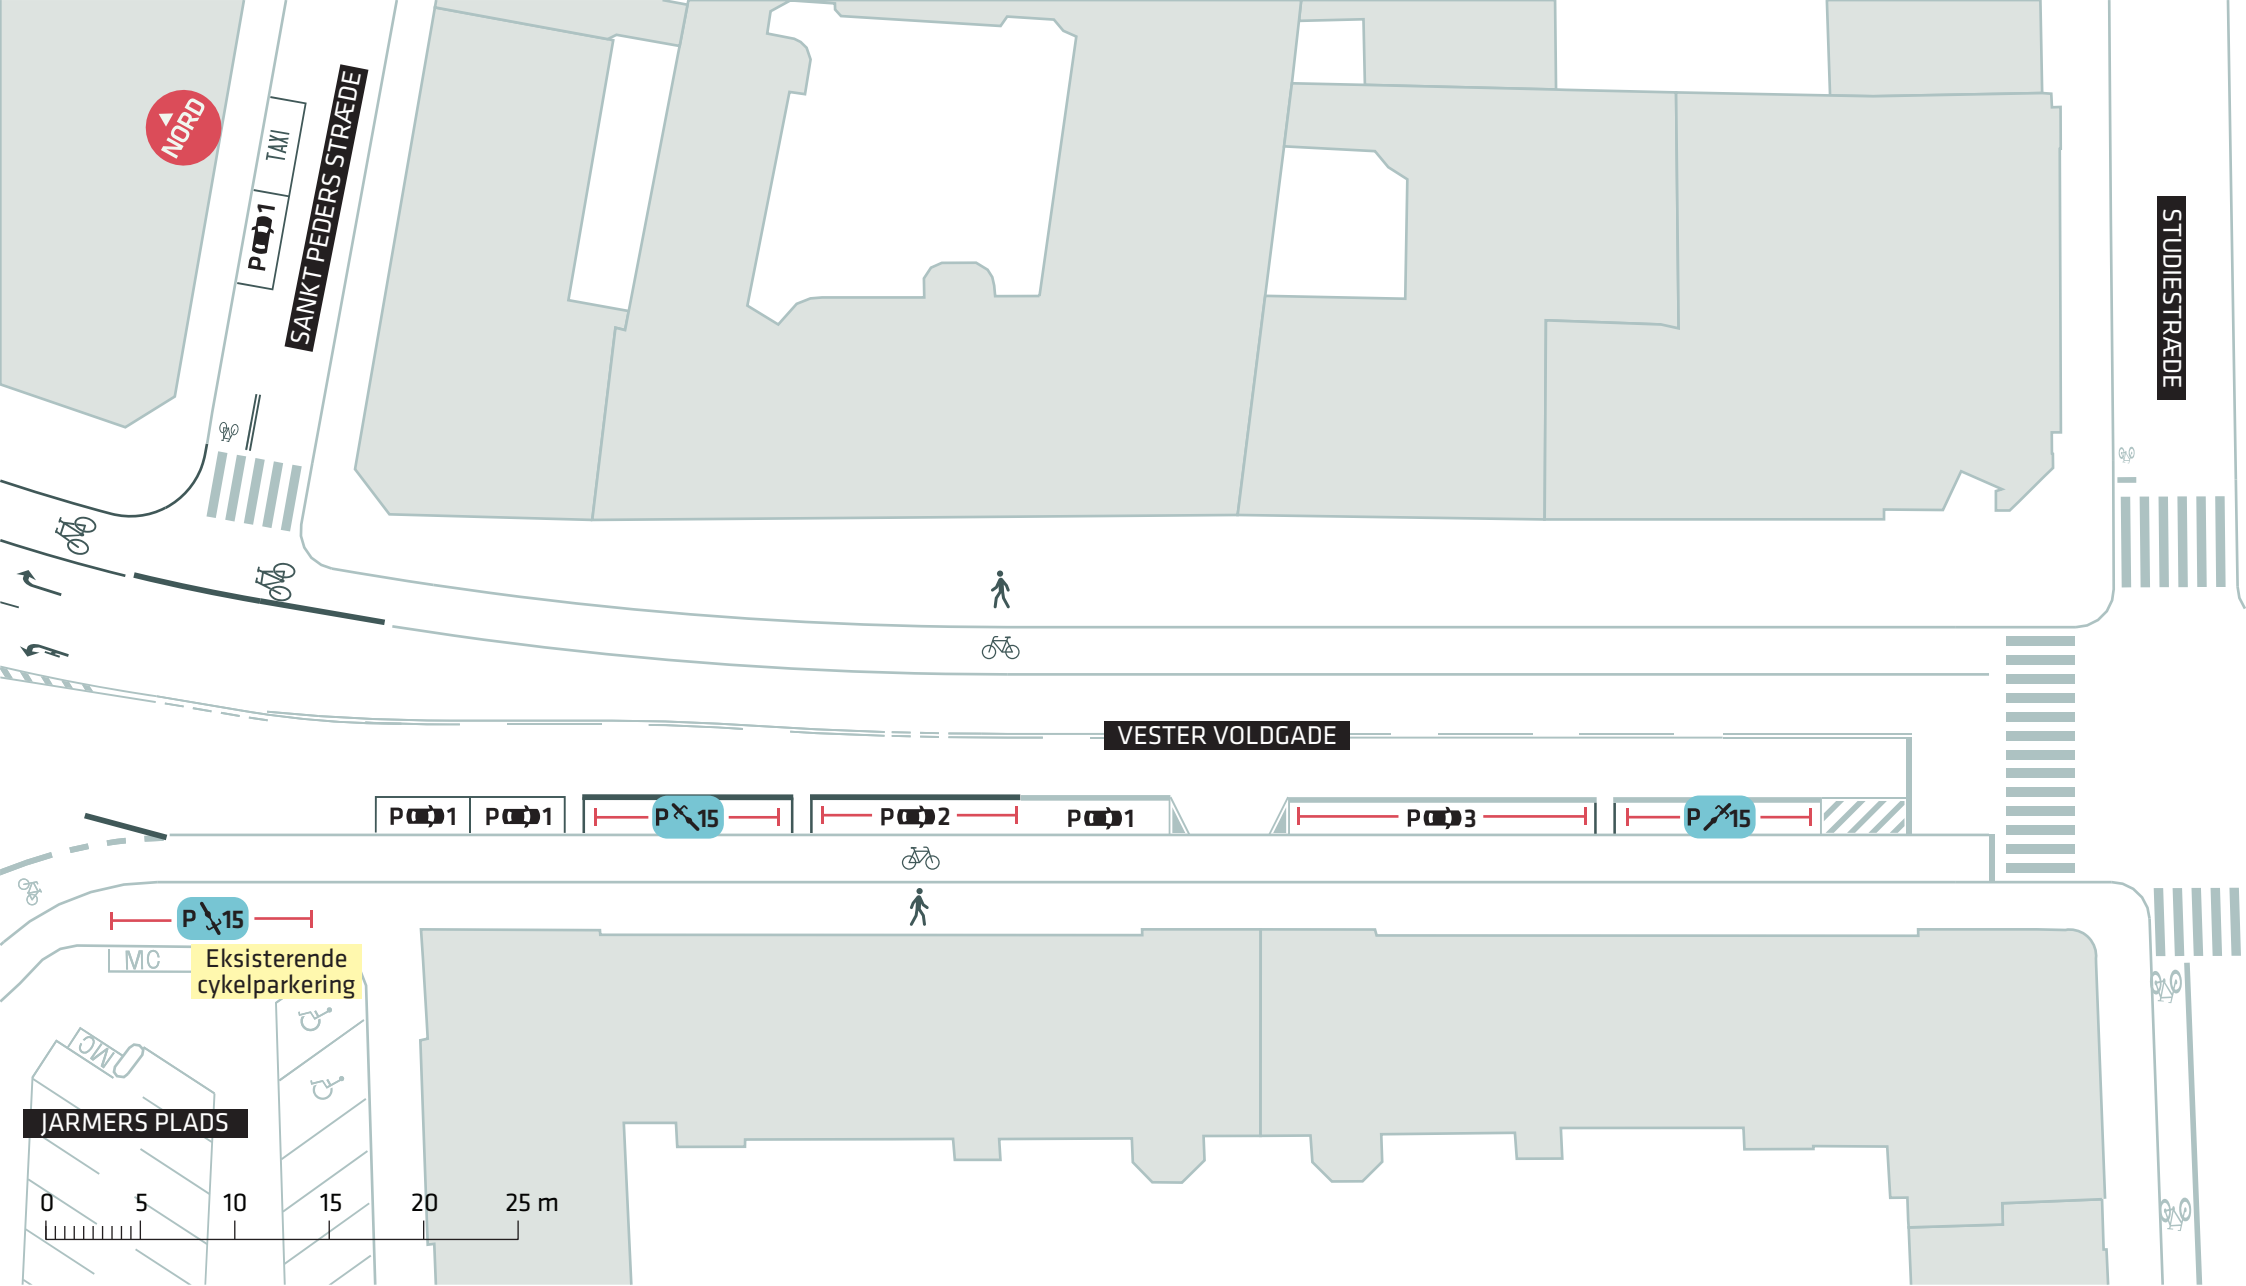 NORD
TAXI
P 1
SANKT PEDERS STRÆDE
STUDIESTRÆDE
VESTER VOLDGADE
P 1
P 1
P 15
P 2
P 1
P 3
P 15
P 15
MC
Eksisterende
cykelparkering
MC
JARMERS PLADS
0 5 10 15 20 25 m